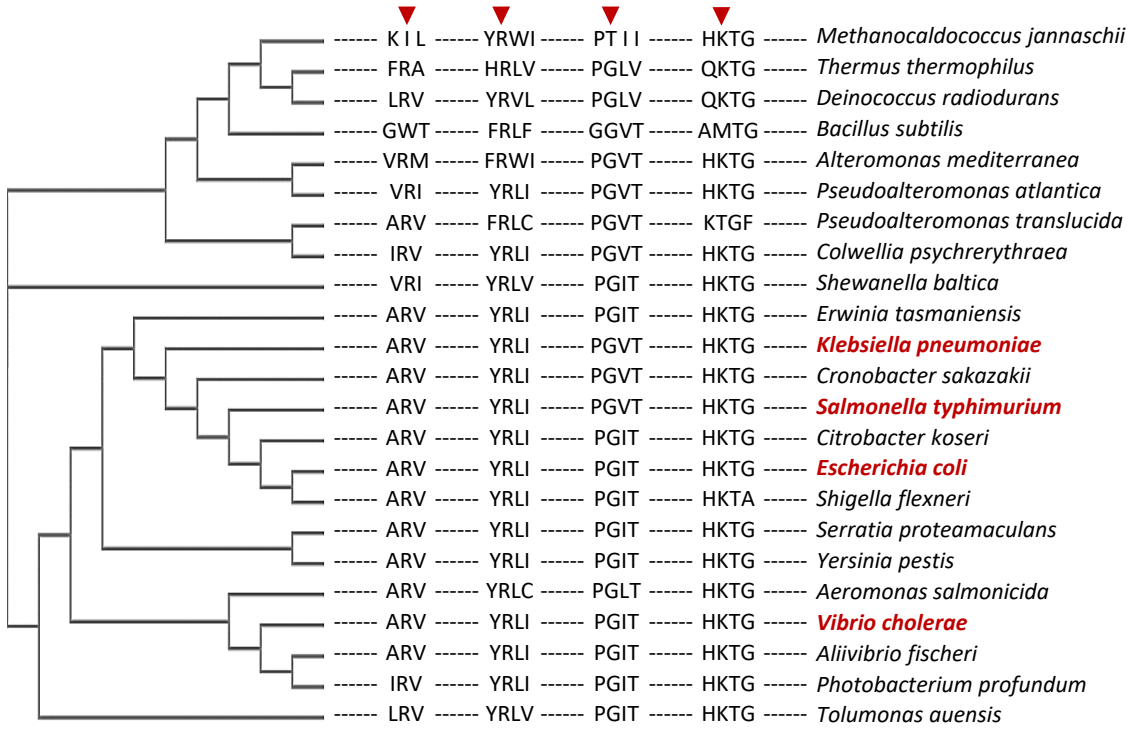 ------ K I L ------ YRWI ------ PT I I ------ HKTG ------ Methanocaldococcus jannaschii
------ FRA ------ HRLV ------ PGLV ------ QKTG ------ Thermus thermophilus
------ LRV ------ YRVL ------ PGLV ------ QKTG ------ Deinococcus radiodurans
------ GWT ------ FRLF ------ GGVT ------ AMTG ------ Bacillus subtilis
------ VRM ------ FRWI ------ PGVT ------ HKTG ------ Alteromonas mediterranea
------ VRI ------ YRLI ------ PGVT ------ HKTG ------ Pseudoalteromonas atlantica
------ ARV ------ FRLC ------ PGVT ------ KTGF ------ Pseudoalteromonas translucida
------ IRV ------ YRLI ------ PGVT ------ HKTG ------ Colwellia psychrerythraea
------ VRI ------ YRLV ------ PGIT ------ HKTG ------ Shewanella baltica
------ ARV ------ YRLI ------ PGIT ------ HKTG ------ Erwinia tasmaniensis
------ ARV ------ YRLI ------ PGVT ------ HKTG ------ Klebsiella pneumoniae
------ ARV ------ YRLI ------ PGVT ------ HKTG ------ Cronobacter sakazakii
------ ARV ------ YRLI ------ PGVT ------ HKTG ------ Salmonella typhimurium
------ ARV ------ YRLI ------ PGIT ------ HKTG ------ Citrobacter koseri
------ ARV ------ YRLI ------ PGIT ------ HKTG ------ Escherichia coli
------ ARV ------ YRLI ------ PGIT ------ HKTA ------ Shigella flexneri
------ ARV ------ YRLI ------ PGIT ------ HKTG ------ Serratia proteamaculans
------ ARV ------ YRLI ------ PGIT ------ HKTG ------ Yersinia pestis
------ ARV ------ YRLC ------ PGLT ------ HKTG ------ Aeromonas salmonicida
------ ARV ------ YRLI ------ PGIT ------ HKTG ------ Vibrio cholerae
------ ARV ------ YRLI ------ PGIT ------ HKTG ------ Aliivibrio fischeri
------ IRV ------ YRLI ------ PGIT ------ HKTG ------ Photobacterium profundum
------ LRV ------ YRLV ------ PGIT ------ HKTG ------ Tolumonas auensis